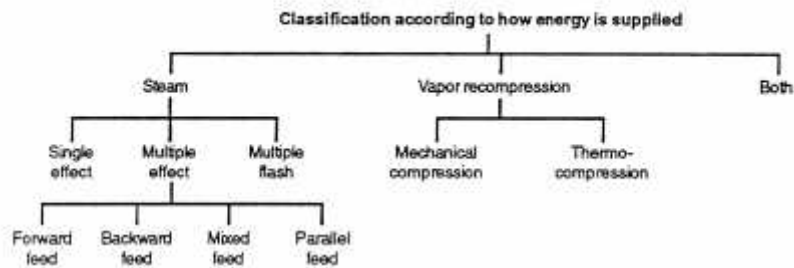 Classification according to how energy is supplied
Steam
Vapor recompression
Both
Single
effect
Multiple
effect
Multiple
flash
Mechanical
compression
Thermo-
compression
Forward
feed
Backward
feed
Mixed
feed
Parallel
feed